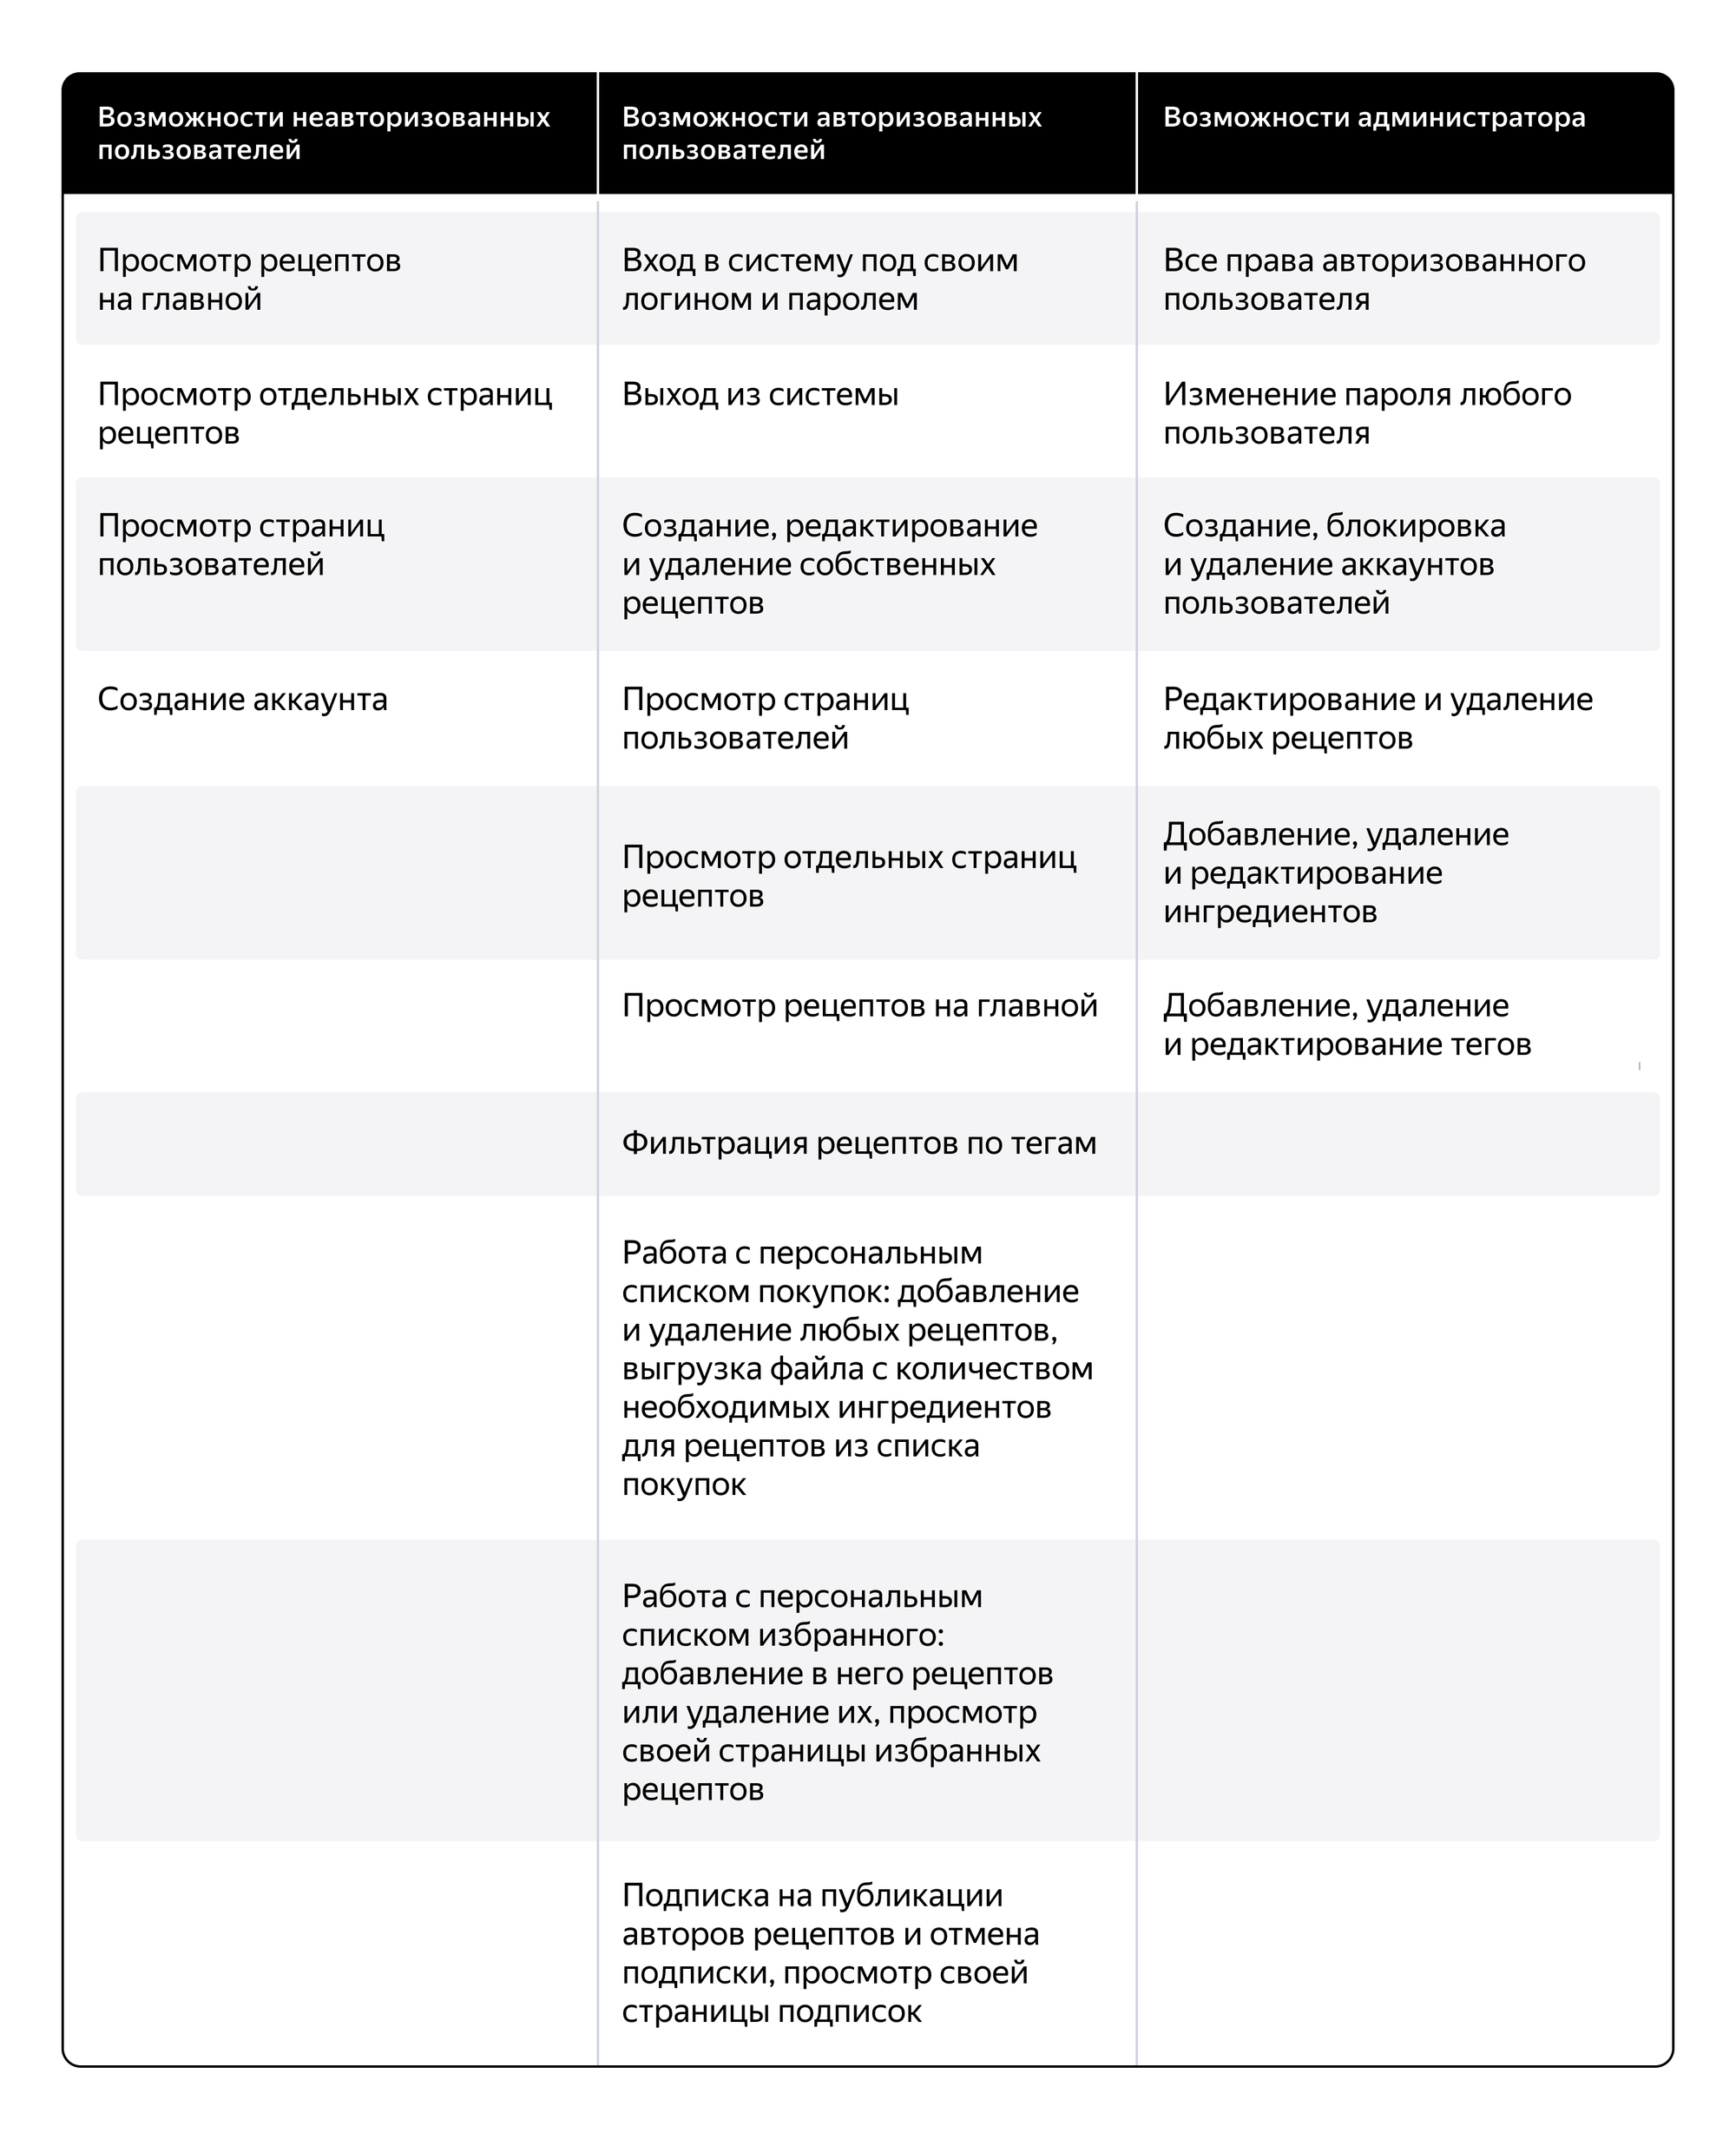 Возможности неавторизованных
пользователей
Возможности авторизованных
пользователей
Возможности администратора
Просмотр рецептов
на главной
Вход в систему под своим
логином и паролем
Все права авторизованного
пользователя
Просмотр отдельных страниц
рецептов
Выход из системы
Изменение пароля любого
пользователя
Просмотр страниц
пользователей
Создание, редактирование
и удаление собственных
рецептов
Создание, блокировка
и удаление аккаунтов
пользователей
Создание аккаунта
Просмотр страниц
пользователей
Редактирование и удаление
любых рецептов
Просмотр отдельных страниц
рецептов
Добавление, удаление
и редактирование
ингредиентов
Просмотр рецептов на главной
Добавление, удаление
и редактирование тегов
Фильтрация рецептов по тегам
Работа с персональным
списком покупок: добавление
и удаление любых рецептов,
выгрузка файла с количеством
необходимых ингредиентов
для рецептов из списка
покупок
Работа с персональным
списком избранного:
добавление в него рецептов
или удаление их, просмотр
своей страницы избранных
рецептов
Подписка на публикации
авторов рецептов и отмена
подписки, просмотр своей
страницы подписок